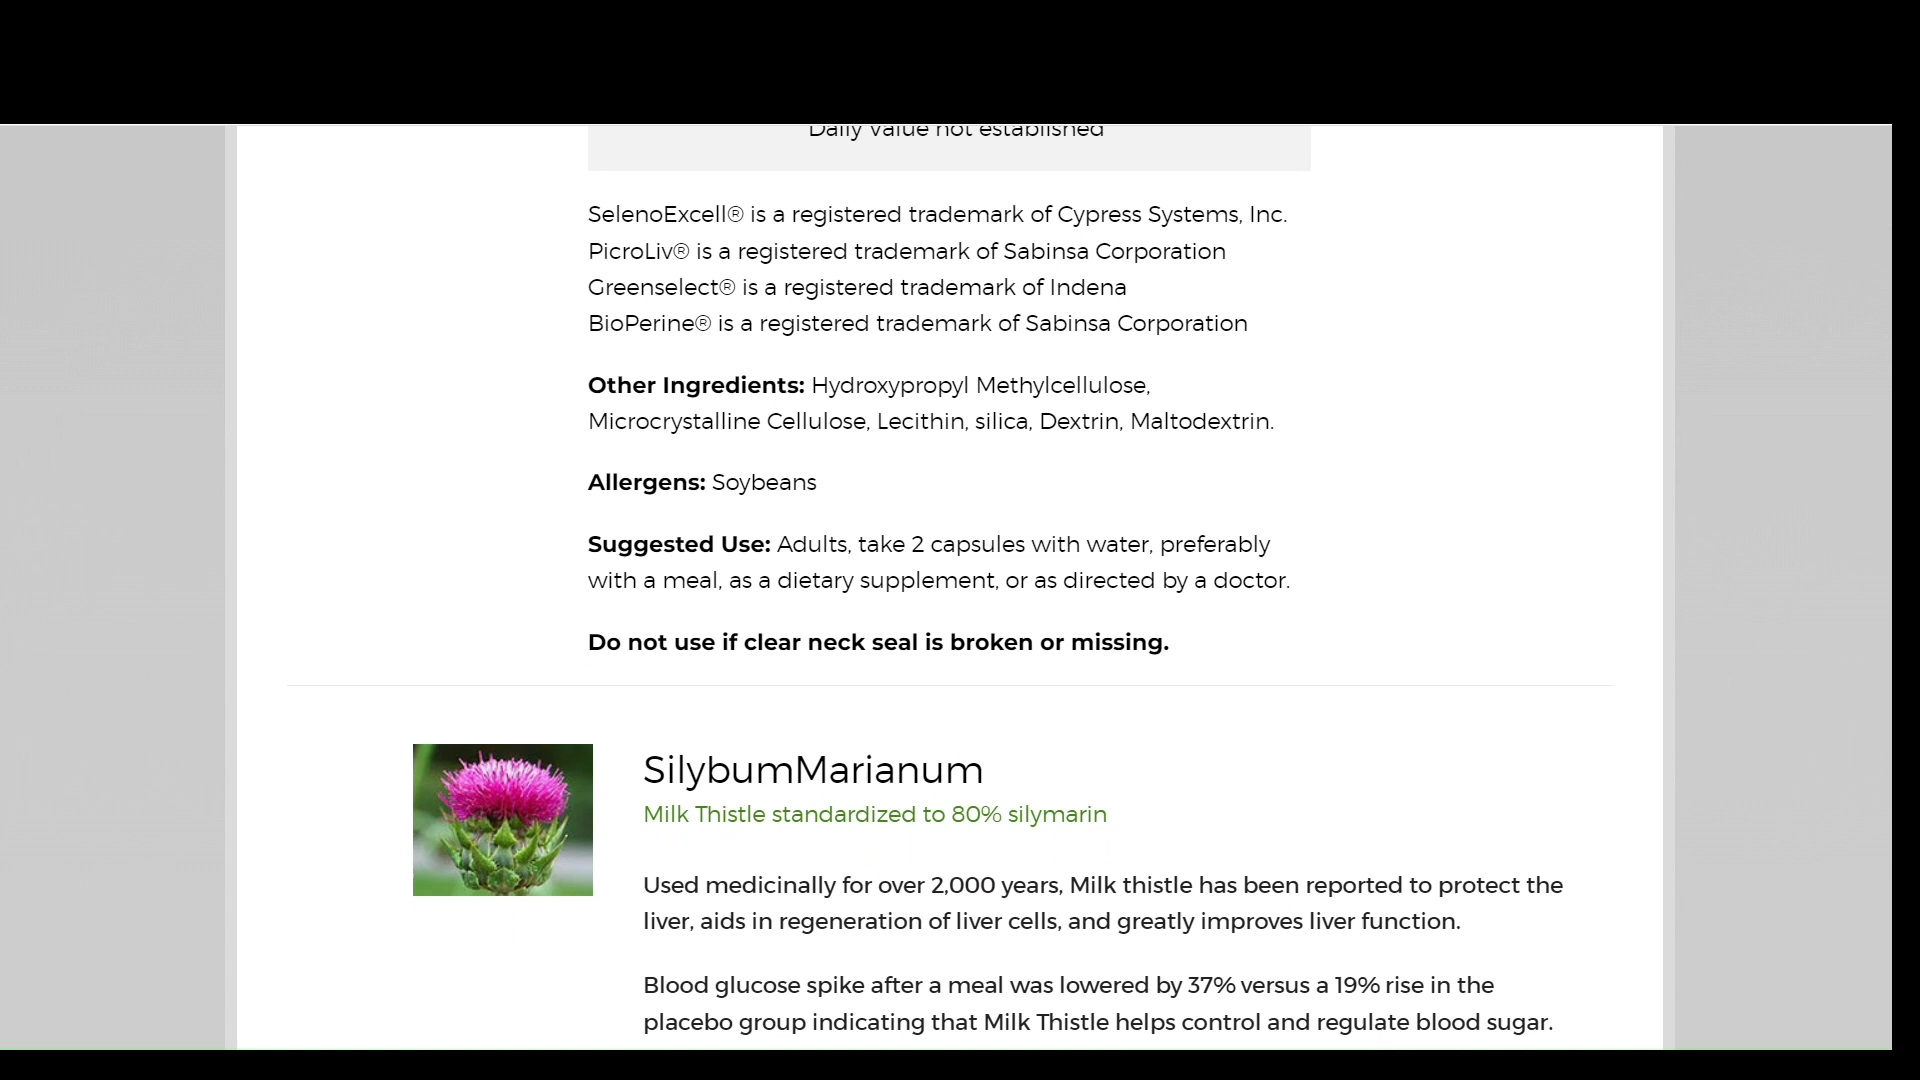 Daily Value not established
SelenoExcell® is a registered trademark of Cypress Systems, Inc.
PicroLiv® is a registered trademark of Sabinsa Corporation
Greenselect® is a registered trademark of Indena
BioPerine® is a registered trademark of Sabinsa Corporation
Other Ingredients: Hydroxypropyl Methylcellulose,
Microcrystalline Cellulose, Lecithin, silica, Dextrin, Maltodextrin.
Allergens: Soybeans
Suggested Use: Adults, take 2 capsules with water, preferably
with a meal, as a dietary supplement, or as directed by a doctor.
Do not use if clear neck seal is broken or missing.
SilybumMarianum
Milk Thistle standardized to 80% silymarin
Used medicinally for over 2,000 years, Milk thistle has been reported to protect the
liver, aids in regeneration of liver cells, and greatly improves liver function.
Blood glucose spike after a meal was lowered by 37% versus a 19% rise in the
placebo group indicating that Milk Thistle helps control and regulate blood sugar.